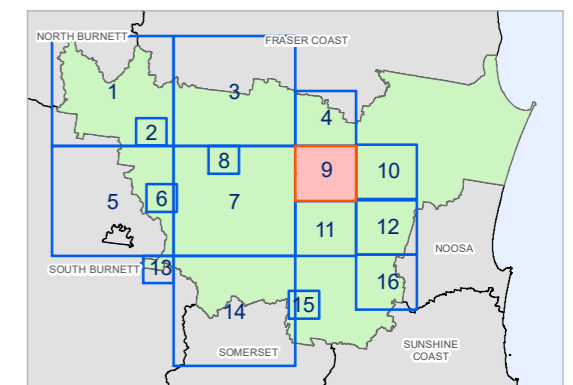 NORTH BURNETT
FRASER COAST
1
3
4
2
8
9
10
5
6
7
11
12
NOOSA
SOUTH BURNETT
13
16
14
15
SOMERSET
SUNSHINE
COAST